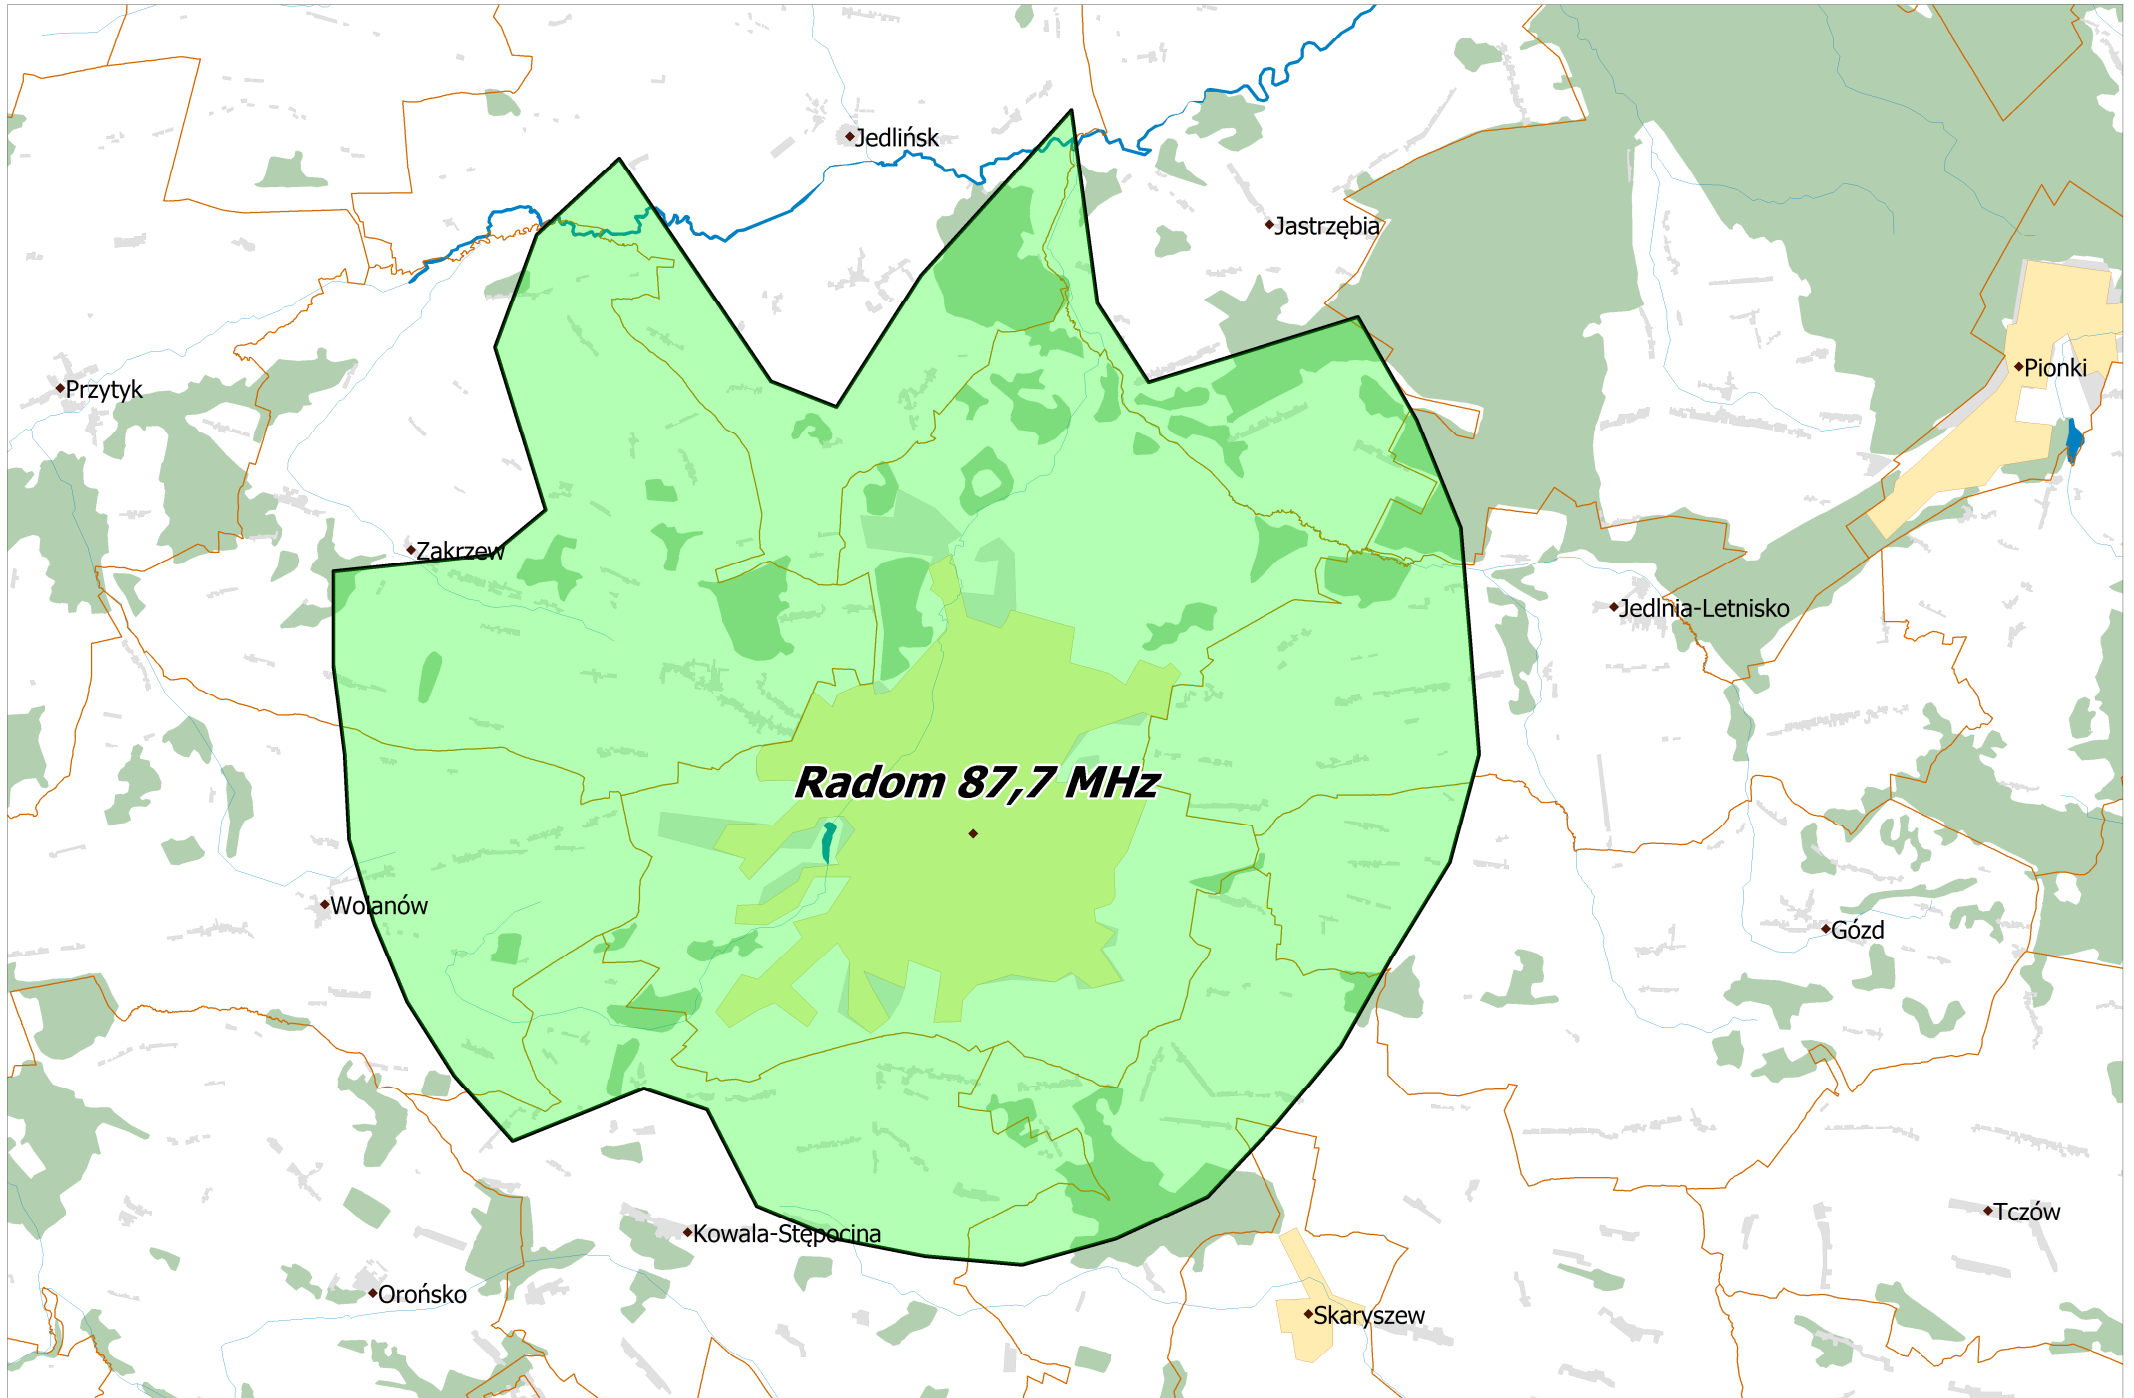 Jedlińsk
Jastrzębia
Pionki
Przytyk
Zakrzew
Jedlnia-Letnisko
Radom 87,7 MHz
Wolanów
Gózd
Tczów
Kowala-Stępocina
Orońsko
Skaryszew